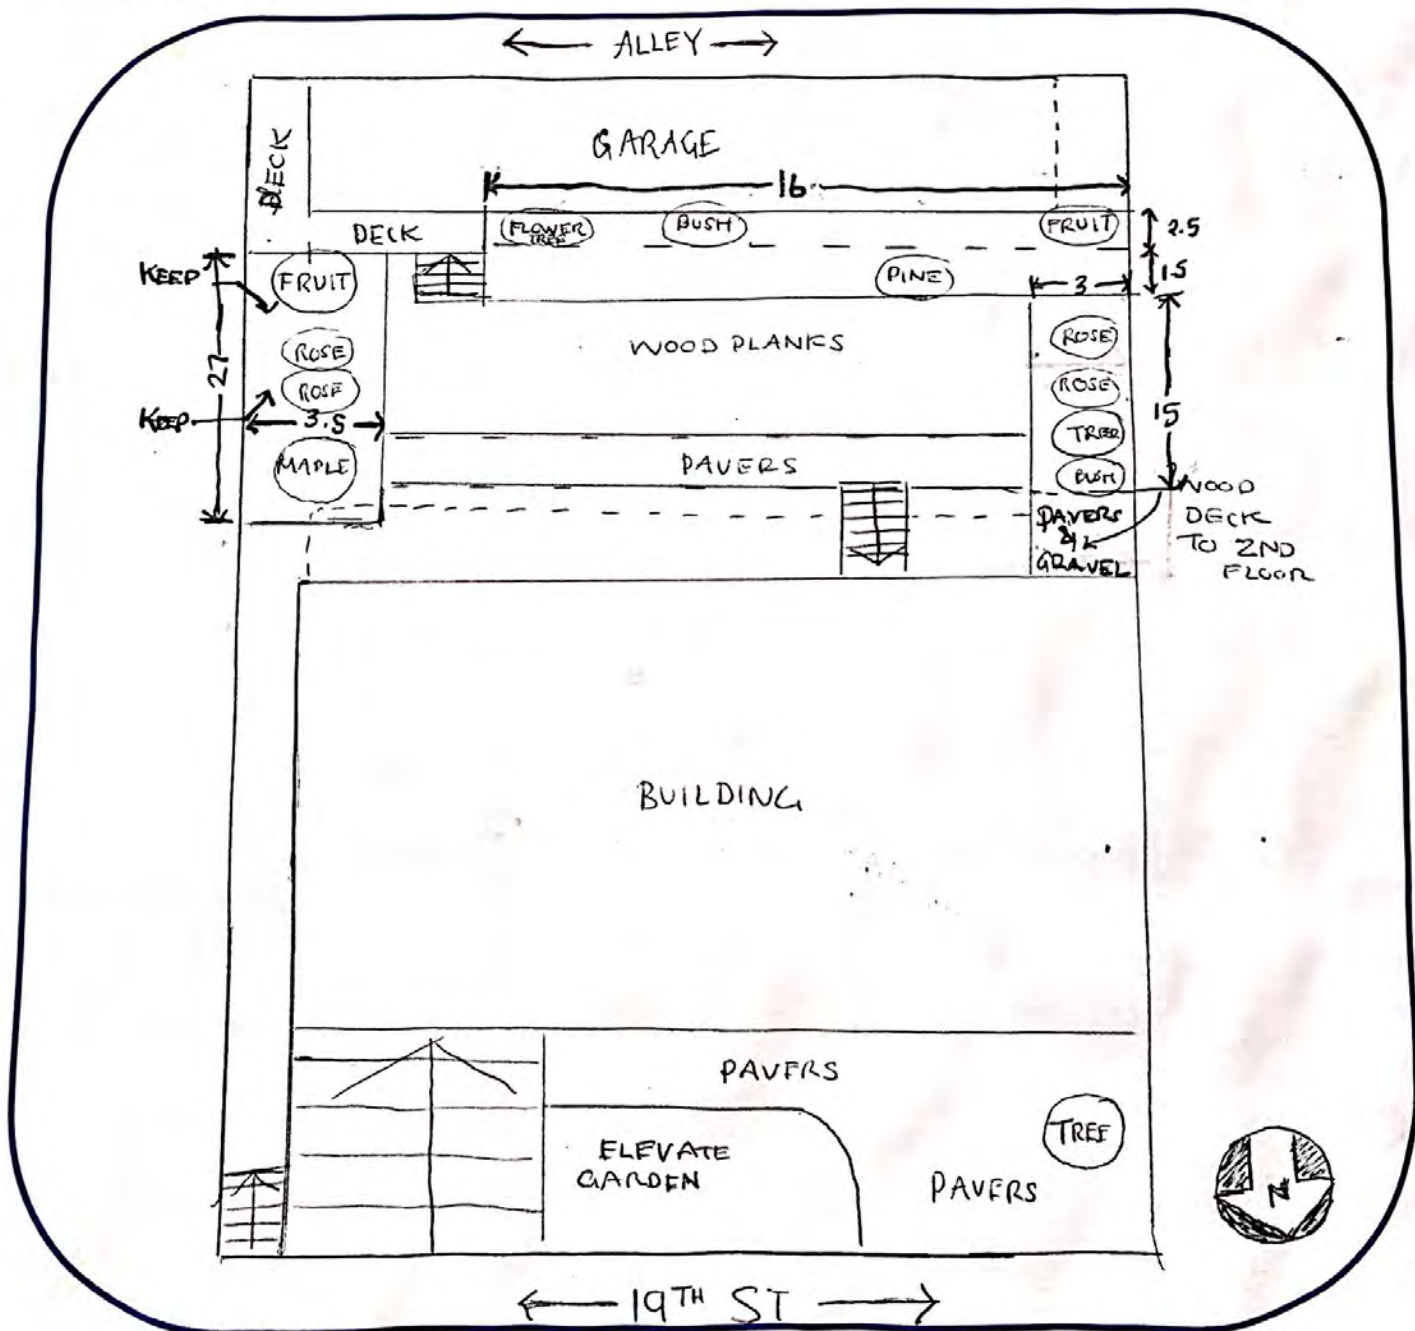 ALLEY
GARAGE
DECK
16
DECK
FLOWER
TREE
BUSH
FRUIT
2.5
KEEP
FRUIT
PINE
3
1.5
ROSE
WOOD PLANKS
ROSE
27
ROSE
ROSE
KEEP
3.5
TREE
15
MAPLE
PAVERS
BUSH
WOOD
DECK
TO 2ND
FLOOR
PAVERS
GRAVEL
BUILDING
PAVERS
TREE
ELEVATE
GARDEN
PAVERS
N
19TH ST